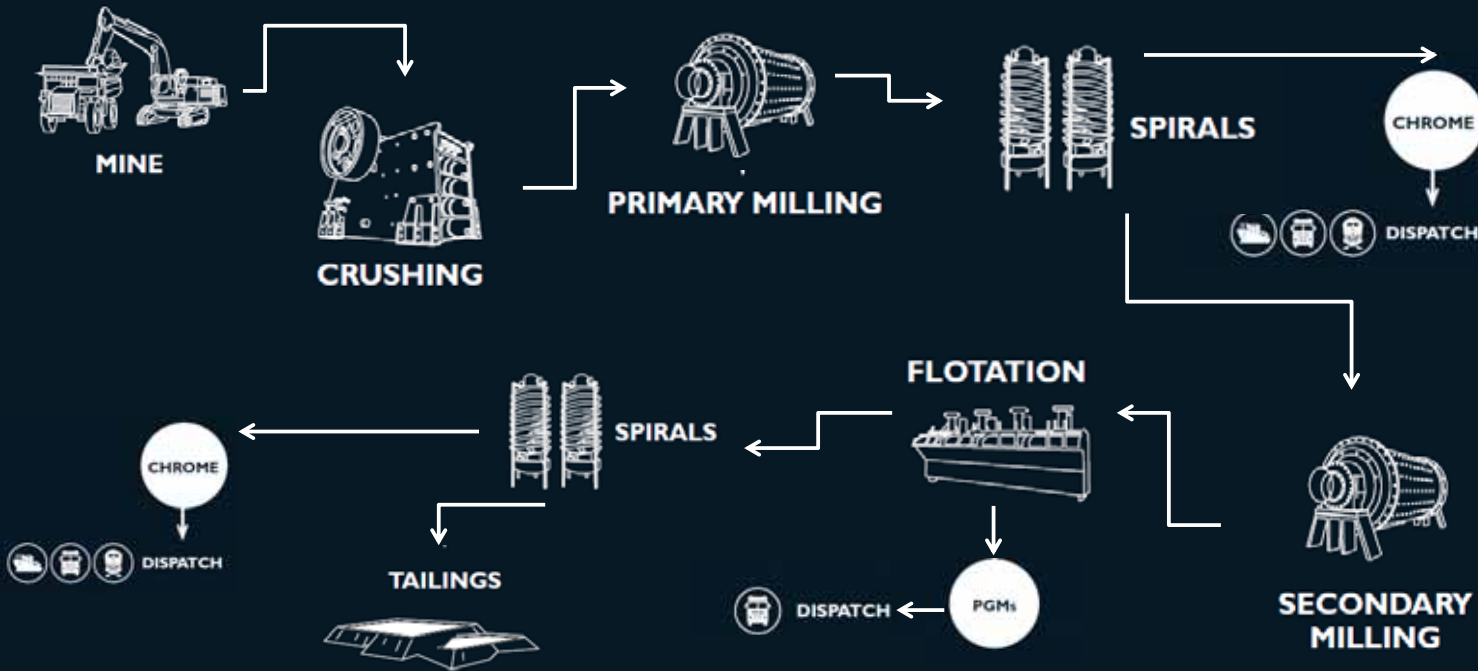 MINE
CRUSHING
PRIMARY MILLING
SPIRALS
CHROME
DISPATCH
SECONDARY
MILLING
FLOTATION
PGMs
DISPATCH
SPIRALS
CHROME
DISPATCH
TAILINGS